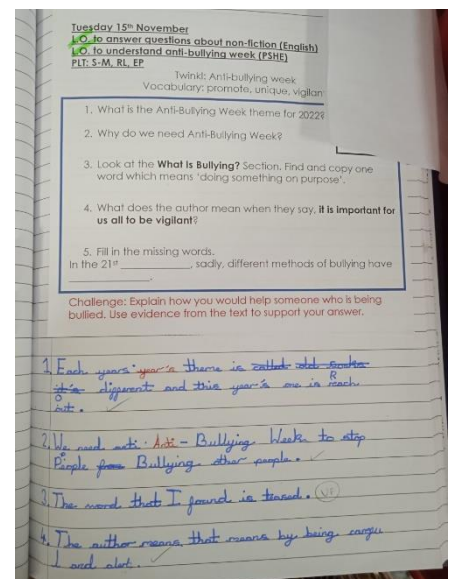 Tuesday 15th November
L.O. to answer questions about non-fiction (English)
L.O. to understand anti-bullying week (PSHE)
PLT: S-M, RL, EP
Twinkl: Anti-bullying week
Vocabulary: promote, unique, vigilan
1. What is the Anti-Bullying Week theme for 2022?
2. Why do we need Anti-Bullying Week?
3. Look at the What is Bullying? Section. Find and copy one
word which means 'doing something on purpose'.
4. What does the author mean when they say, it is important for
us all to be vigilant?
5. Fill in the missing words.
In the 21st ____________, sadly, different methods of bullying have
______________.
Challenge: Explain how you would help someone who is being
bullied. Use evidence from the text to support your answer.
1. Each years year's theme is called
it's different and this year's one is reach
R
O
out.
2. We need anti Anti-Bullying Week to stop
People Bullying other people.
3. The word that I found is teased.
4. The author means that means by being
and alert.